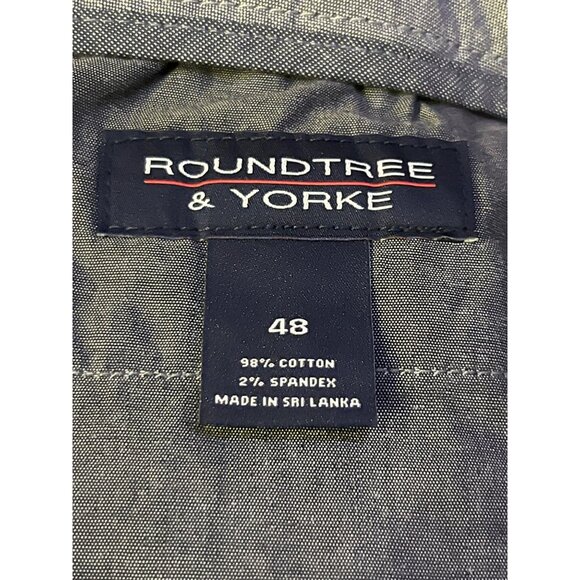 ROUNDTREE
& YORKE
48
98% COTTON
2% SPANDEX
MADE IN SRI LANKA